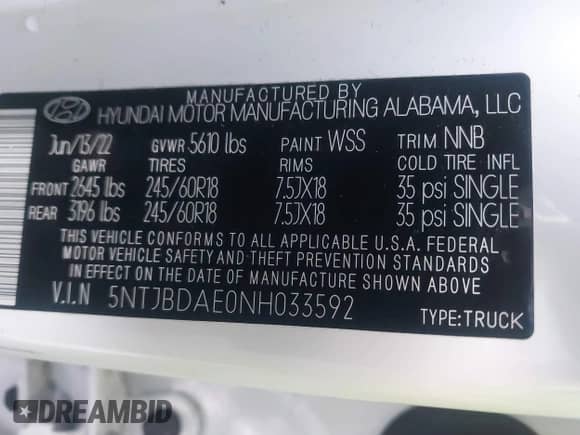 MANUFACTURED BY
HYUNDAI MOTOR MANUFACTURING ALABAMA, LLC
Jun/13/22 GVWR 5610 lbs PAINT WSS TRIM NNB
GAWR TIRES RIMS COLD TIRE INFL
FRONT 2645 lbs 245/60R18 7.5JX18 35 psi SINGLE
REAR 3196 lbs 245/60R18 7.5JX18 35 psi SINGLE
THIS VEHICLE CONFORMS TO ALL APPLICABLE U.S.A. FEDERAL
MOTOR VEHICLE SAFETY AND THEFT PREVENTION STANDARDS
IN EFFECT ON THE DATE OF MANUFACTURE SHOWN ABOVE
V.I.N 5NTJBDAE0NH033592
TYPE:TRUCK
DREAMBID